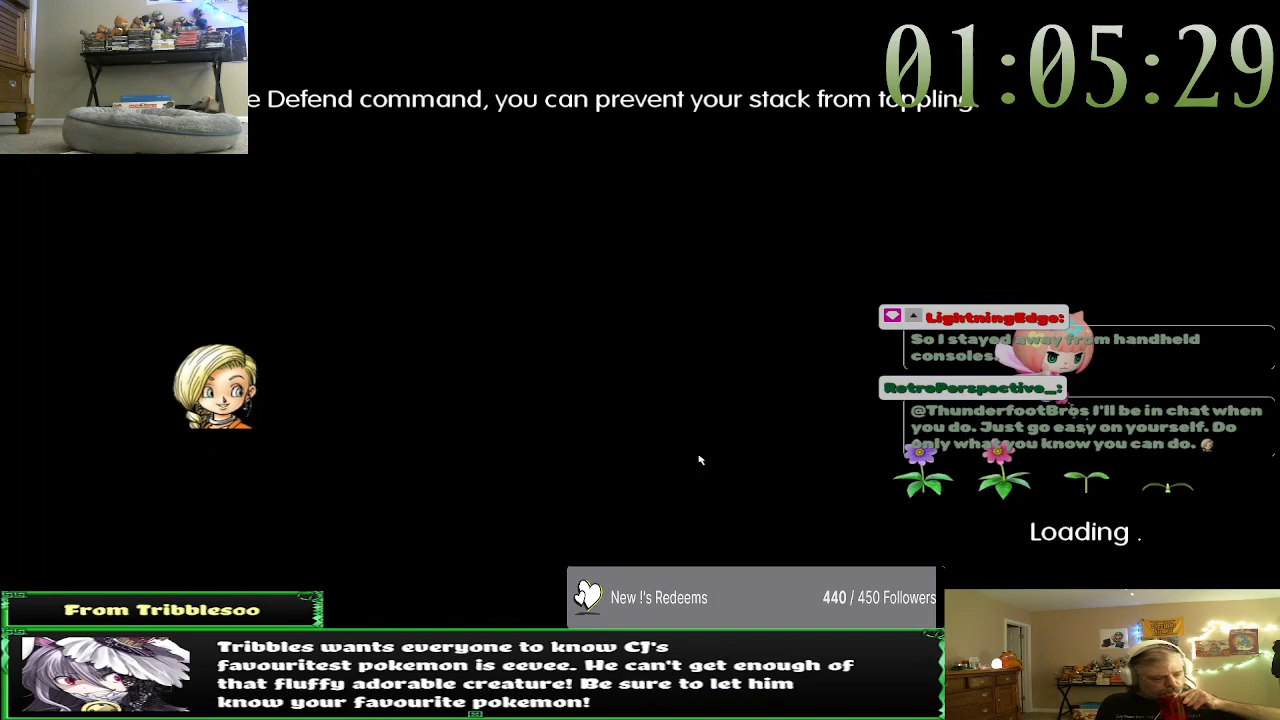 01:05:29
e Defend command, you can prevent your stack from toppling.
LightningEdge:
So I stayed away from handheld
consoles.
RetroPerspective_:
@ThunderfootBros I'll be in chat when
you do. Just go easy on yourself. Do
only what you know you can do.
Loading .
New !'s Redeems
440 / 450 Followers
From Tribblesoo
Tribbles wants everyone to know CJ's
favouritest pokemon is eevee. He can't get enough of
that fluffy adorable creature! Be sure to let him
know your favourite pokemon!